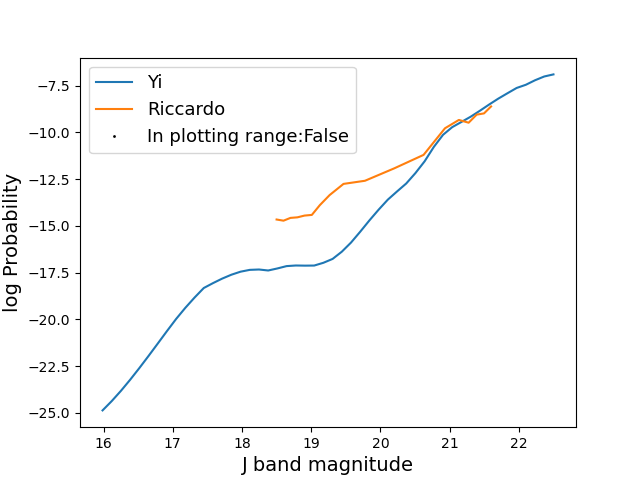 Yi
Riccardo
In plotting range:False
log Probability
−7.5
−10.0
−12.5
−15.0
−17.5
−20.0
−22.5
−25.0
16 17 18 19 20 21 22
J band magnitude